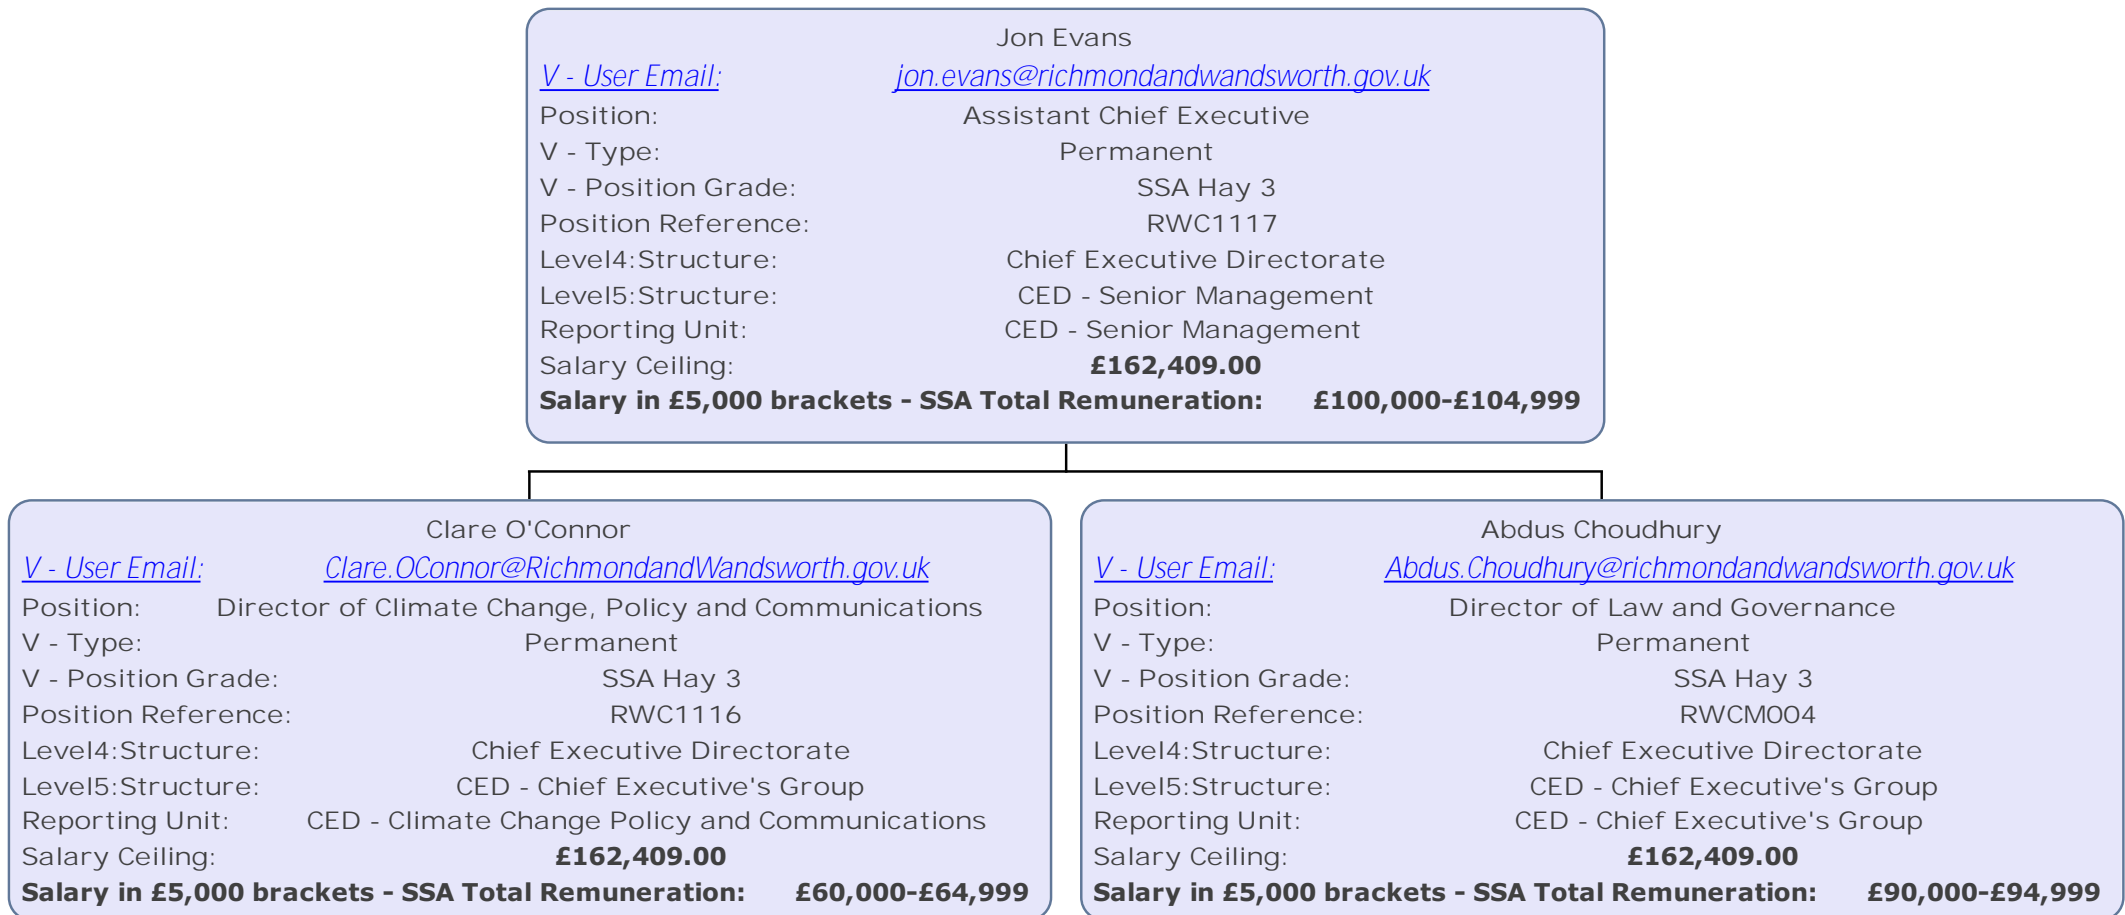 Jon Evans
V - User Email: jon.evans@richmondandwandsworth.gov.uk
Position: Assistant Chief Executive
V - Type: Permanent
V - Position Grade: SSA Hay 3
Position Reference: RWC1117
Level4:Structure: Chief Executive Directorate
Level5:Structure: CED - Senior Management
Reporting Unit: CED - Senior Management
Salary Ceiling: £162,409.00
Salary in £5,000 brackets - SSA Total Remuneration: £100,000-£104,999
Clare O'Connor
V - User Email: Clare.OConnor@RichmondandWandsworth.gov.uk
Position: Director of Climate Change, Policy and Communications
V - Type: Permanent
V - Position Grade: SSA Hay 3
Position Reference: RWC1116
Level4:Structure: Chief Executive Directorate
Level5:Structure: CED - Chief Executive's Group
Reporting Unit: CED - Climate Change Policy and Communications
Salary Ceiling: £162,409.00
Salary in £5,000 brackets - SSA Total Remuneration: £60,000-£64,999
Abdus Choudhury
V - User Email: Abdus.Choudhury@richmondandwandsworth.gov.uk
Position: Director of Law and Governance
V - Type: Permanent
V - Position Grade: SSA Hay 3
Position Reference: RWCM004
Level4:Structure: Chief Executive Directorate
Level5:Structure: CED - Chief Executive's Group
Reporting Unit: CED - Chief Executive's Group
Salary Ceiling: £162,409.00
Salary in £5,000 brackets - SSA Total Remuneration: £90,000-£94,999